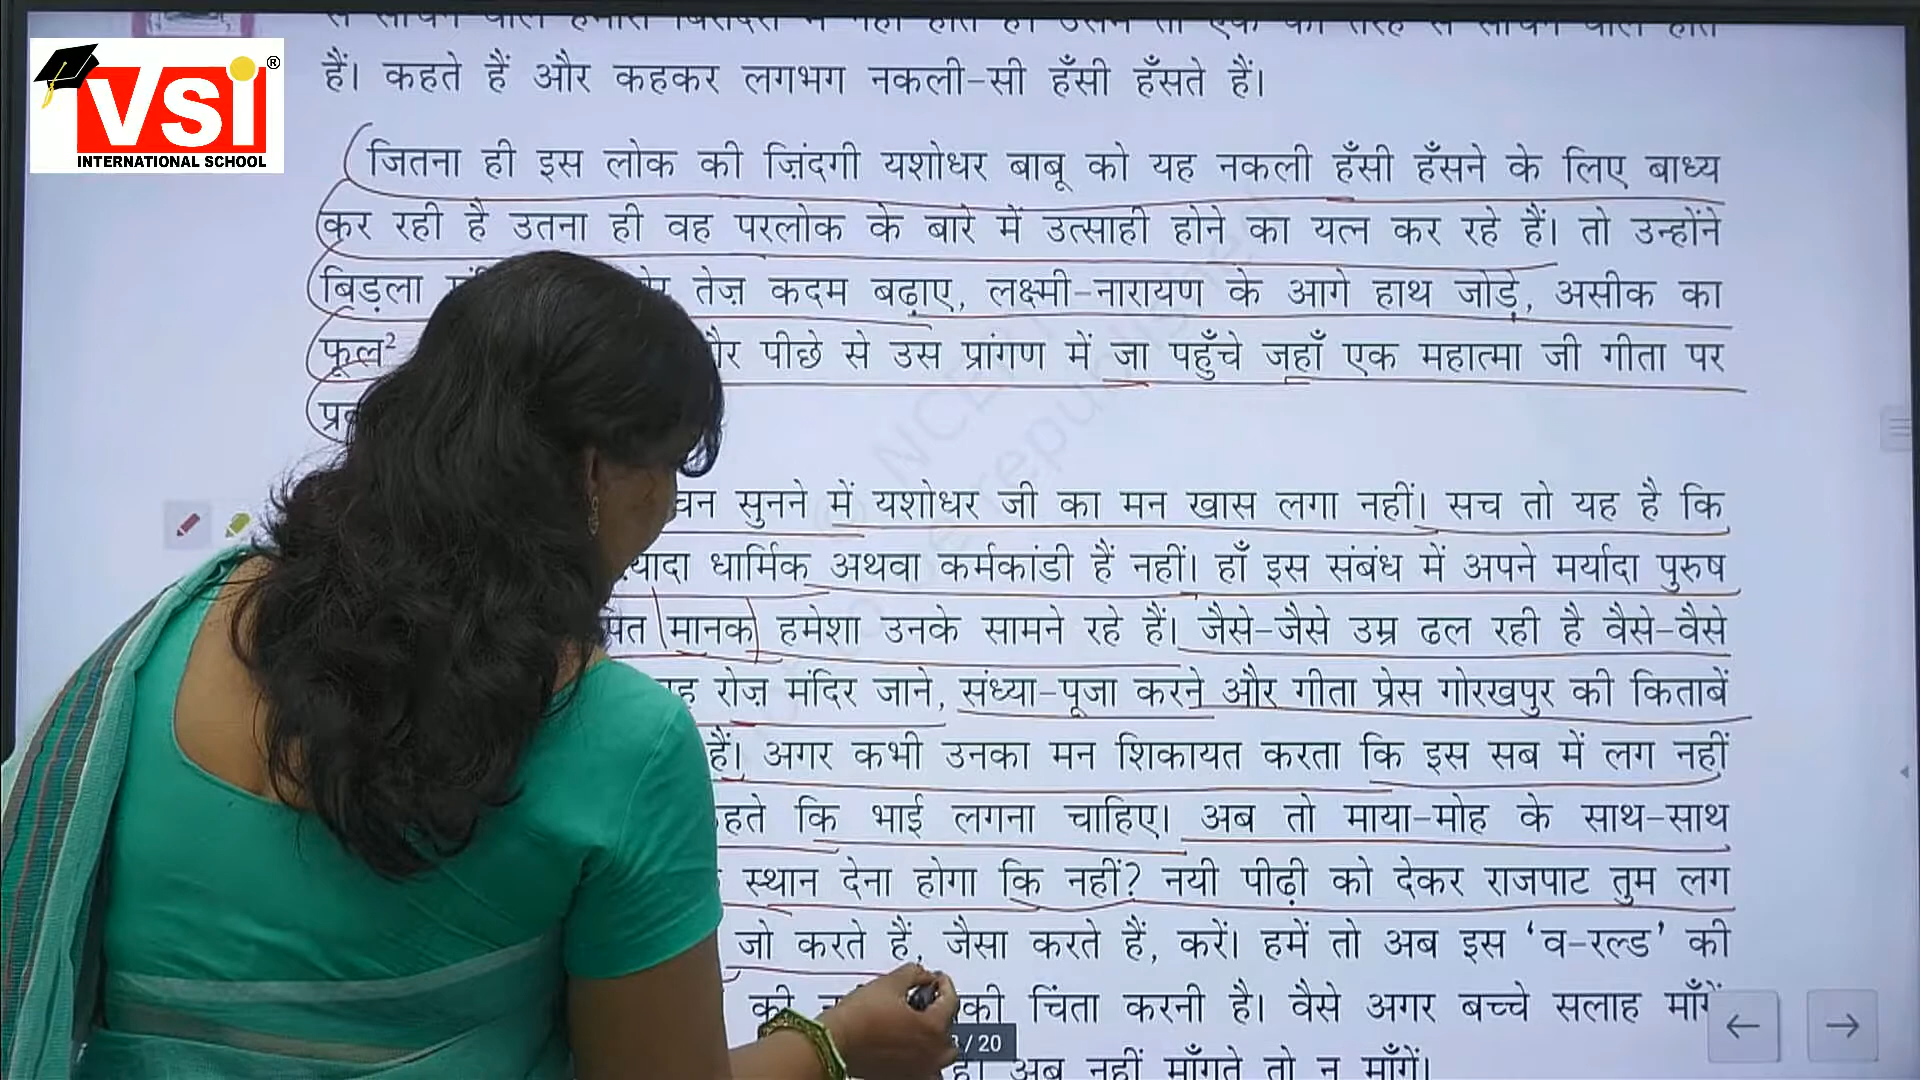 VSI ®
INTERNATIONAL SCHOOL
हैं। कहते हैं और कहकर लगभग नकली-सी हँसी हँसते हैं।
जितना ही इस लोक की ज़िंदगी यशोधर बाबू को यह नकली हँसी हँसने के लिए बाध्य
कर रही है उतना ही वह परलोक के बारे में उत्साही होने का यत्न कर रहे हैं। तो उन्होंने
बिड़ला तेज़ कदम बढ़ाए, लक्ष्मी-नारायण के आगे हाथ जोड़े, असीक का
फूल² पीछे से उस प्रांगण में जा पहुँचे जहाँ एक महात्मा जी गीता पर
सुनने में यशोधर जी का मन खास लगा नहीं। सच तो यह है कि
धार्मिक अथवा कर्मकांडी हैं नहीं। हाँ इस संबंध में अपने मर्यादा पुरुष
मानक हमेशा उनके सामने रहे हैं। जैसे-जैसे उम्र ढल रही है वैसे-वैसे
रोज़ मंदिर जाने, संध्या-पूजा करने और गीता प्रेस गोरखपुर की किताबें
हैं। अगर कभी उनका मन शिकायत करता कि इस सब में लग नहीं
कि भाई लगना चाहिए। अब तो माया-मोह के साथ-साथ
स्थान देना होगा कि नहीं? नयी पीढ़ी को देकर राजपाट तुम लग
जो करते हैं, जैसा करते हैं, करें। हमें तो अब इस ‘व-रल्ड’ की
की चिंता करनी है। वैसे अगर बच्चे सलाह माँगें
/ 20
अब नहीं माँगते तो न माँगें।